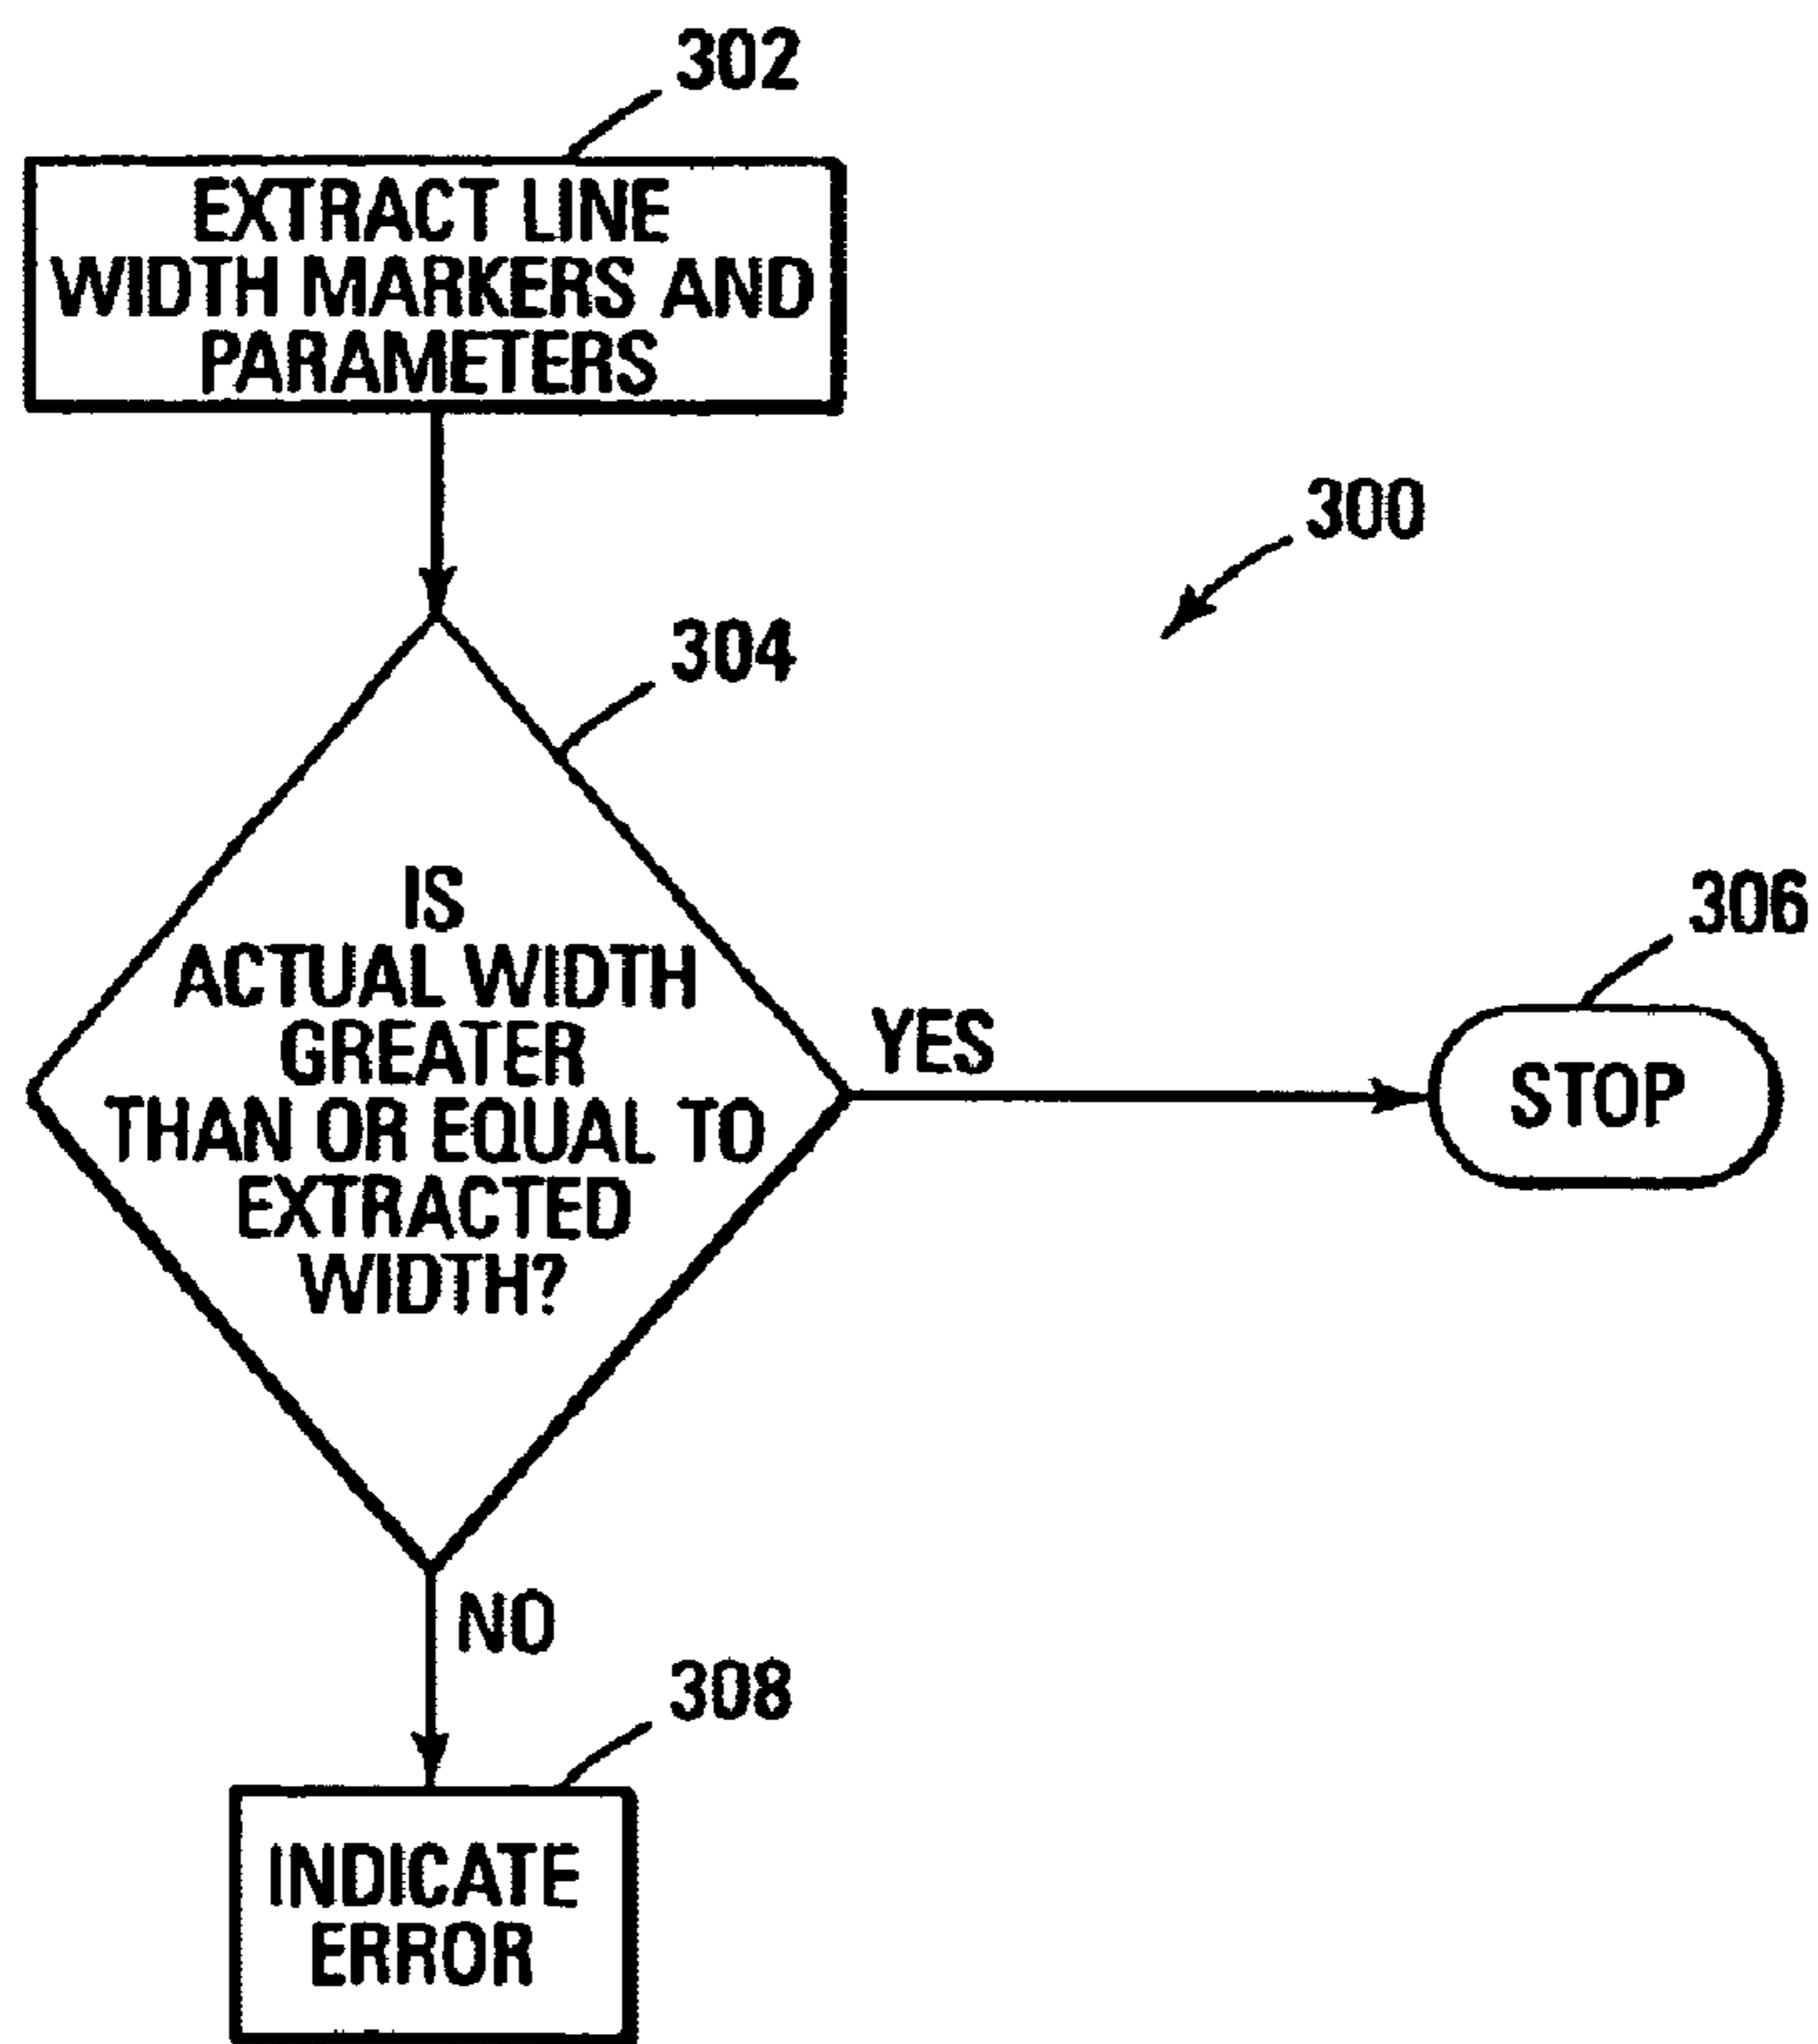 302
EXTRACT LINE
WIDTH MARKERS AND
PARAMETERS
300
304
IS
ACTUAL WIDTH
GREATER
THAN OR EQUAL TO
EXTRACTED
WIDTH?
YES
306
STOP
NO
308
INDICATE
ERROR